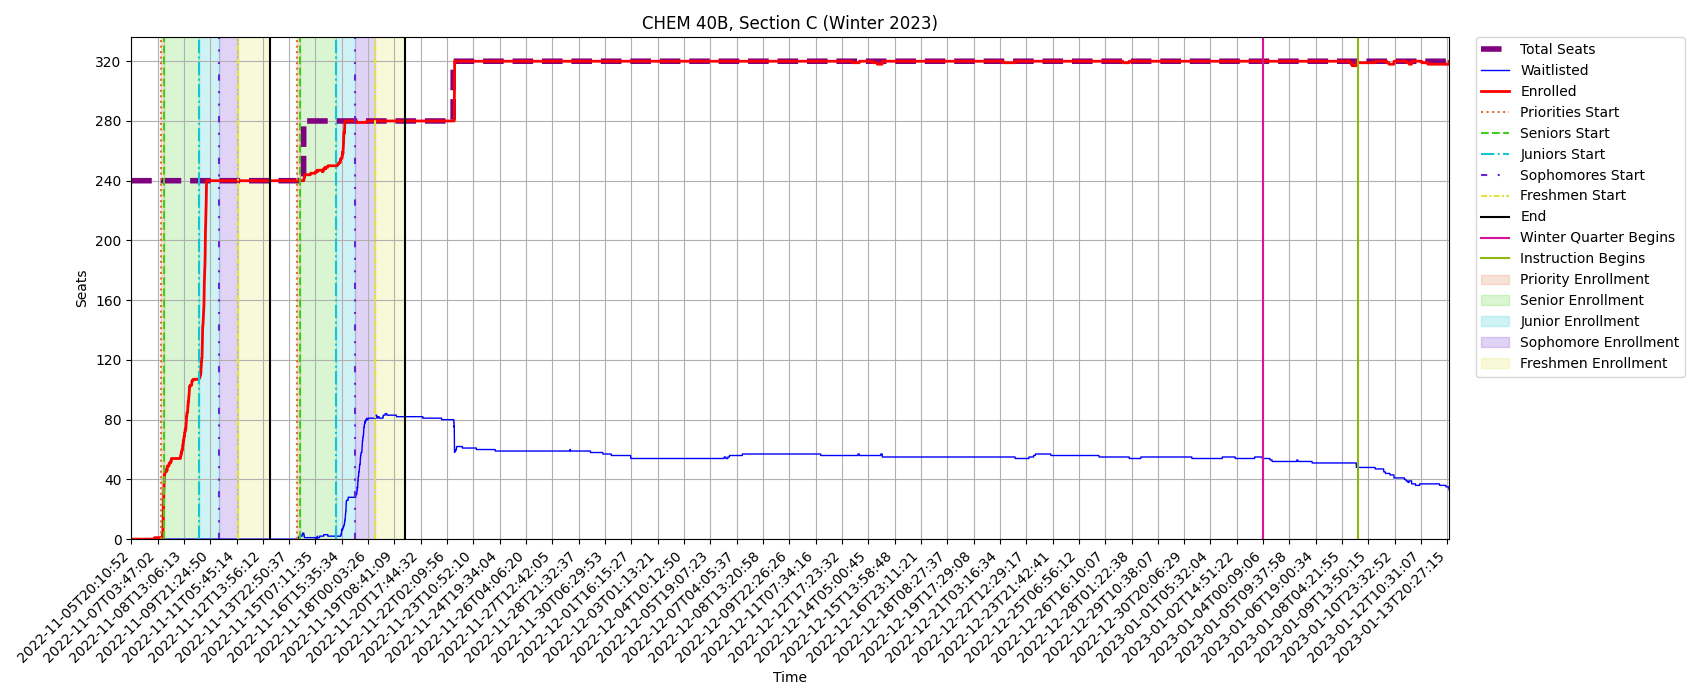 CHEM 40B, Section C (Winter 2023)
Seats
320
280
240
200
160
120
80
40
0
2022-11-05T20:10:52
2022-11-07T03:47:02
2022-11-08T13:06:13
2022-11-09T21:24:50
2022-11-11T05:45:14
2022-11-12T13:56:12
2022-11-13T22:50:37
2022-11-15T07:11:35
2022-11-16T15:35:34
2022-11-18T00:03:26
2022-11-19T08:41:09
2022-11-20T17:44:32
2022-11-22T02:09:56
2022-11-23T10:52:10
2022-11-24T19:34:04
2022-11-26T04:06:20
2022-11-27T12:42:05
2022-11-28T21:32:37
2022-11-30T06:29:53
2022-12-01T16:15:27
2022-12-03T01:13:21
2022-12-04T10:12:50
2022-12-05T19:07:23
2022-12-07T04:05:37
2022-12-08T13:20:58
2022-12-09T22:26:26
2022-12-11T07:34:16
2022-12-12T17:23:32
2022-12-14T05:00:45
2022-12-15T13:58:48
2022-12-16T23:11:21
2022-12-18T08:27:37
2022-12-19T17:29:08
2022-12-21T03:16:34
2022-12-22T12:29:17
2022-12-23T21:42:41
2022-12-25T06:56:12
2022-12-26T16:10:07
2022-12-28T01:22:38
2022-12-29T10:38:07
2022-12-30T20:06:29
2023-01-01T05:32:04
2023-01-02T14:51:22
2023-01-04T00:09:06
2023-01-05T09:37:58
2023-01-06T19:00:34
2023-01-08T04:21:55
2023-01-09T13:50:15
2023-01-10T23:32:52
2023-01-12T10:31:07
2023-01-13T20:27:15
Time
Total Seats
Waitlisted
Enrolled
Priorities Start
Seniors Start
Juniors Start
Sophomores Start
Freshmen Start
End
Winter Quarter Begins
Instruction Begins
Priority Enrollment
Senior Enrollment
Junior Enrollment
Sophomore Enrollment
Freshmen Enrollment